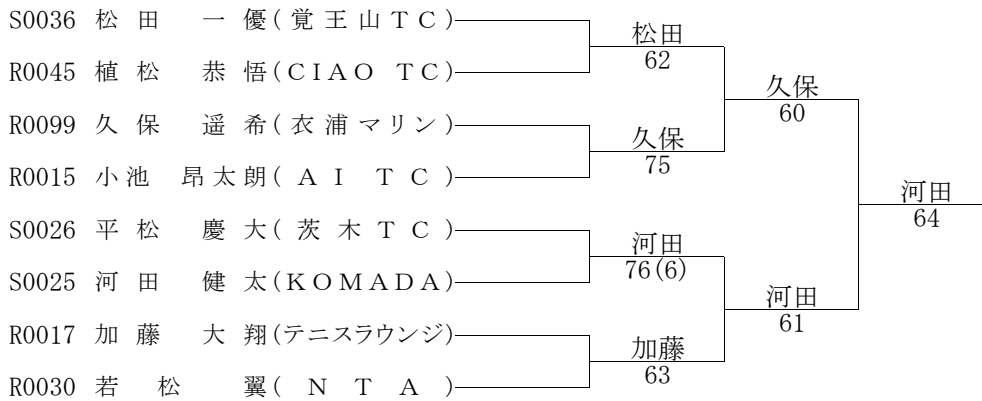 S0036 松田 一優(覚王山TC)
松田
62
R0045 植松 恭悟(CIAO TC)
久保
60
R0099 久保 遥希(衣浦マリン)
久保
75
R0015 小池 昂太朗(AI TC)
河田
64
S0026 平松 慶大(茨木TC)
河田
76(6)
S0025 河田 健太(KOMADA)
河田
61
R0017 加藤 大翔(テニスラウンジ)
加藤
63
R0030 若松 翼(NTA)